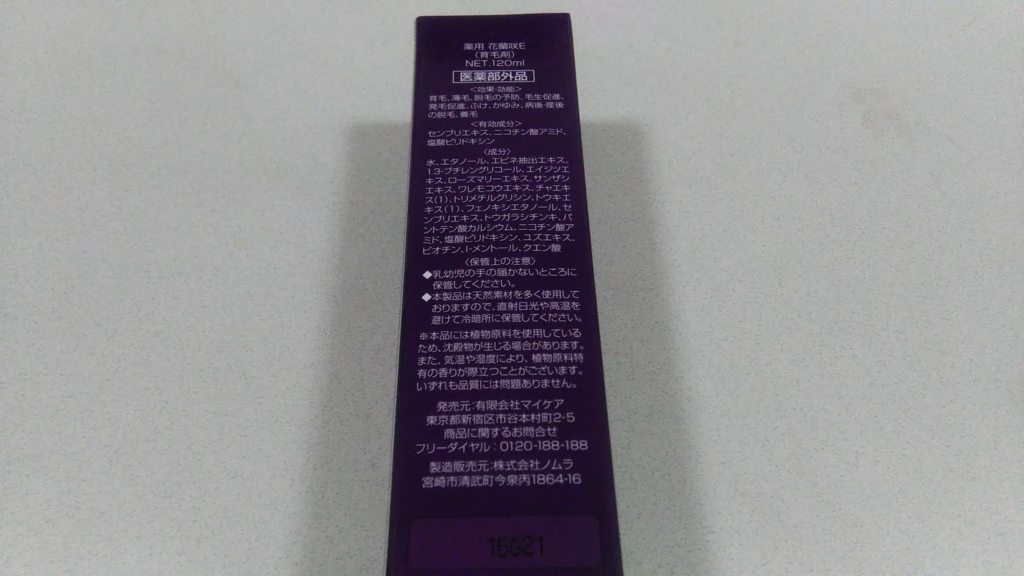 薬用 花蘭咲E
(育毛剤)
NET.120ml
医薬部外品
<効果・効能>
育毛、薄毛、脱毛の予防、毛生促進、
発毛促進、ふけ、かゆみ、病後・産後
の脱毛、養毛
<有効成分>
センブリエキス、ニコチン酸アミド、
塩酸ピリドキシン
<成分>
水、エタノール、エビネ抽出エキス、
1.3-ブチレングリコール、エイジツエ
キス、ローズマリーエキス、サンザシ
エキス、ワレモコウエキス、チャエキ
ス(1)、トリメチルグリシン、トウキエ
キス(1)、フェノキシエタノール、セ
ンブリエキス、トウガラシチンキ、パ
ントテン酸カルシウム、ニコチン酸ア
ミド、塩酸ピリドキシン、ユズエキス、
ビオチン、l-メントール、クエン酸
<保管上の注意>
◆乳幼児の手の届かないところに
保管してください。
◆本製品は天然素材を多く使用して
おりますので、直射日光や高温を
避けて冷暗所に保管してください。
※本品には植物原料を使用している
ため、沈殿物が生じる場合があります。
また、気温や湿度により、植物原料特
有の香りが際立つことがございます。
いずれも品質には問題ありません。
発売元:有限会社マイケア
東京都新宿区市谷本村町2-5
商品に関するお問合せ
フリーダイヤル:0120-188-188
製造販売元:株式会社ノムラ
宮崎市清武町今泉丙1864-16
16G21